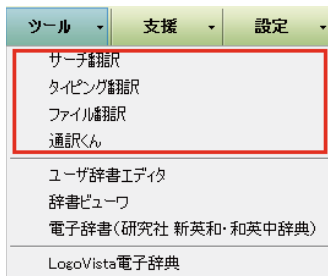 ツール 支援 設定
サーチ翻訳
タイピング翻訳
ファイル翻訳
通訳くん
ユーザ辞書エディタ
辞書ビューワ
電子辞書(研究社 新英和・和英中辞典)
LogoVista電子辞典